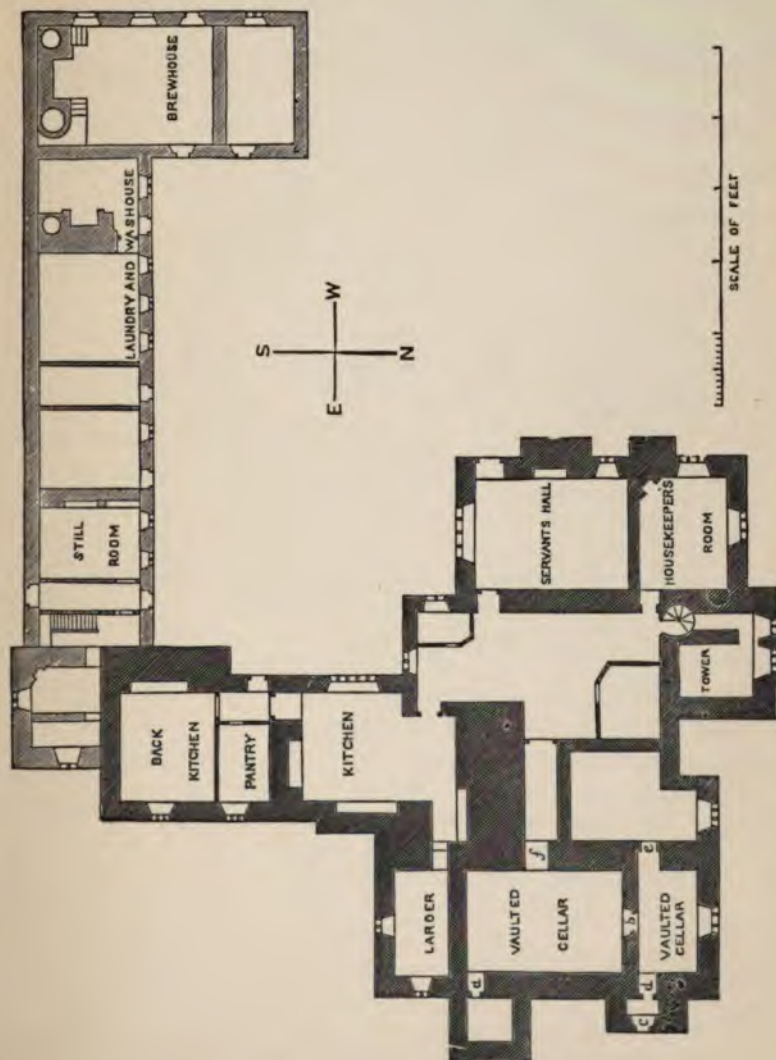 BREWHOUSE
LAUNDRY AND WASHOUSE
STILL
ROOM
BACK
KITCHEN
PANTRY
KITCHEN
S
E
W
N
LARDER
VAULTED
CELLAR
f
d
b
VAULTED
CELLAR
e
d
c
SERVANTS HALL
HOUSEKEEPERS
ROOM
TOWER
SCALE OF FEET